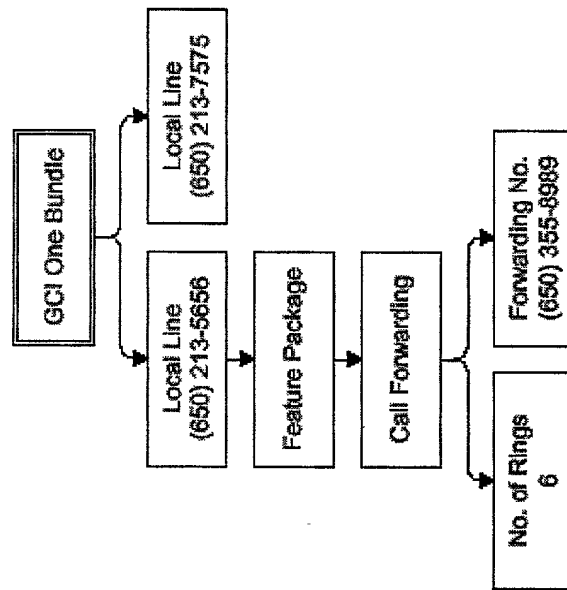 GCI One Bundle
Local Line
(650) 213-5656
Local Line
(650) 213-7575
Feature Package
Call Forwarding
No. of Rings
6
Forwarding No.
(650) 355-8989